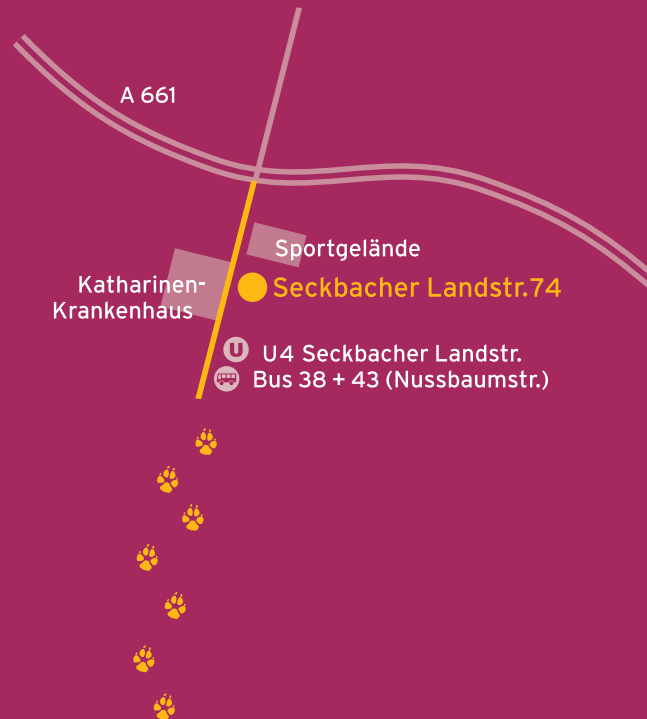 A 661
Sportgelände
Katharinen-
Krankenhaus
Seckbacher Landstr.74
U U4 Seckbacher Landstr.
Bus 38 + 43 (Nussbaumstr.)